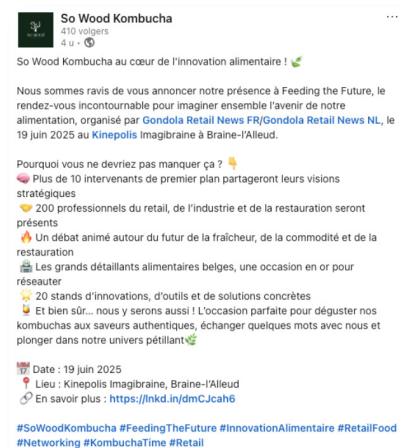 So Wood Kombucha
410 volgers
4 u •
So Wood Kombucha au cœur de l'innovation alimentaire ! 🌿
Nous sommes ravis de vous annoncer notre présence à Feeding the Future, le
rendez-vous incontournable pour imaginer ensemble l'avenir de notre
alimentation, organisé par Gondola Retail News FR/Gondola Retail News NL, le
19 juin 2025 au Kinepolis Imagibraine à Braine-l'Alleud.
Pourquoi vous ne devriez pas manquer ça ? 👇
🧠 Plus de 10 intervenants de premier plan partageront leurs visions
stratégiques
🤝 200 professionnels du retail, de l'industrie et de la restauration seront
présents
🔥 Un débat animé autour du futur de la fraîcheur, de la commodité et de la
restauration
🏪 Les grands détaillants alimentaires belges, une occasion en or pour
réseauter
💡 20 stands d'innovations, d'outils et de solutions concrètes
🍹 Et bien sûr... nous y serons aussi ! L'occasion parfaite pour déguster nos
kombuchas aux saveurs authentiques, échanger quelques mots avec nous et
plonger dans notre univers pétillant🌿
📅 Date : 19 juin 2025
📍 Lieu : Kinepolis Imagibraine, Braine-l'Alleud
🔗 En savoir plus : https://lnkd.in/dmCJcah6
#SoWoodKombucha #FeedingTheFuture #InnovationAlimentaire #RetailFood
#Networking #KombuchaTime #Retail